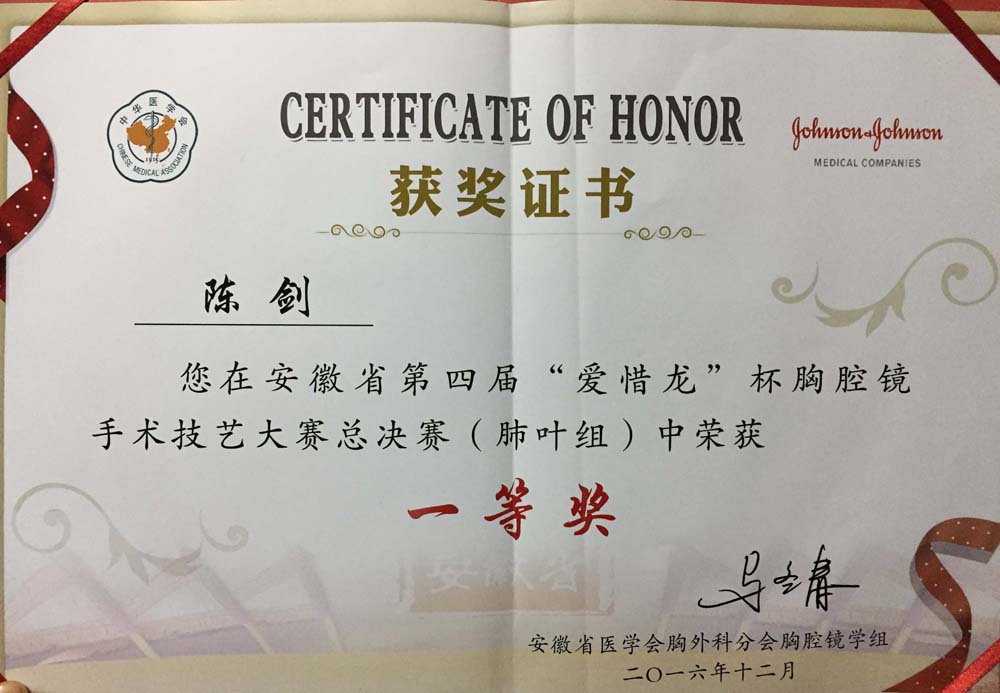 中华医学会
1915
CHINESE MEDICAL ASSOCIATION
CERTIFICATE OF HONOR
Johnson & Johnson
MEDICAL COMPANIES
获奖证书
陈 剑
您在安徽省第四届“爱惜龙”杯胸腔镜
手术技艺大赛总决赛（肺叶组）中荣获
一等奖
安徽省
安徽省医学会胸外科分会胸腔镜学组
二〇一六年十二月